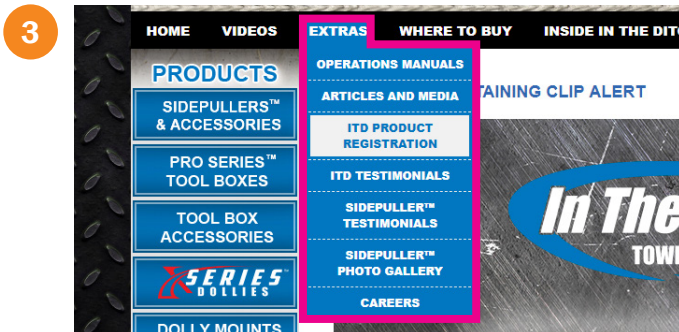 3
HOME VIDEOS EXTRAS WHERE TO BUY INSIDE IN THE DITC
PRODUCTS
SIDEPULLERS™
& ACCESSORIES
PRO SERIES™
TOOL BOXES
TOOL BOX
ACCESSORIES
X SERIES™
DOLLIES
DOLLY MOUNTS
OPERATIONS MANUALS
ARTICLES AND MEDIA
ITD PRODUCT
REGISTRATION
ITD TESTIMONIALS
SIDEPULLER™
TESTIMONIALS
SIDEPULLER™
PHOTO GALLERY
CAREERS
TAINING CLIP ALERT
In The
TOWI